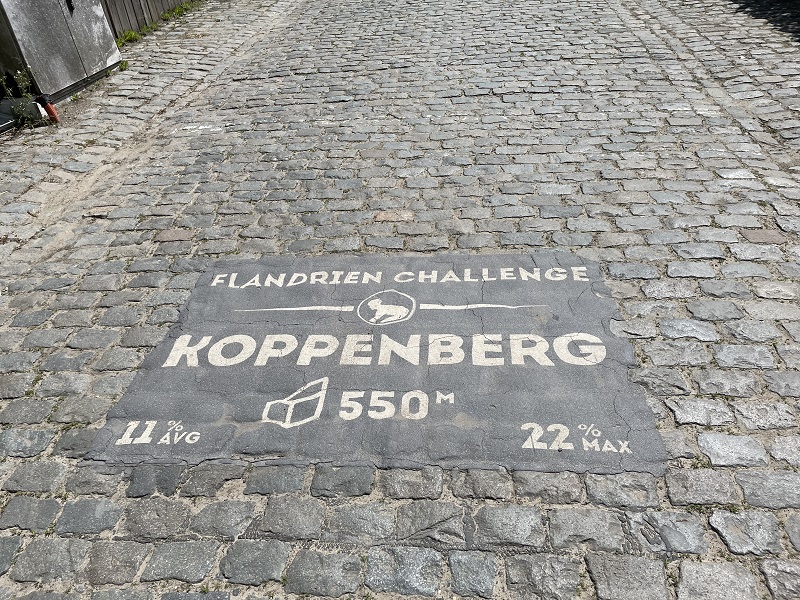 FLANDRIEN CHALLENGE
KOPPENBERG
550 M
11 % AVG
22 % MAX